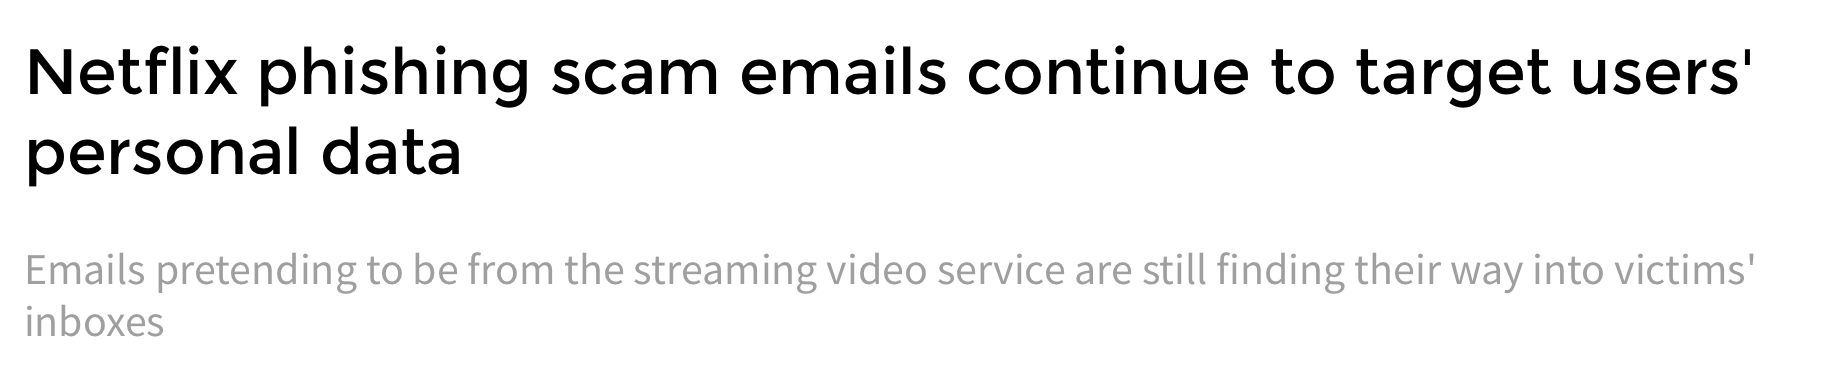 Netflix phishing scam emails continue to target users'
personal data
Emails pretending to be from the streaming video service are still finding their way into victims'
inboxes